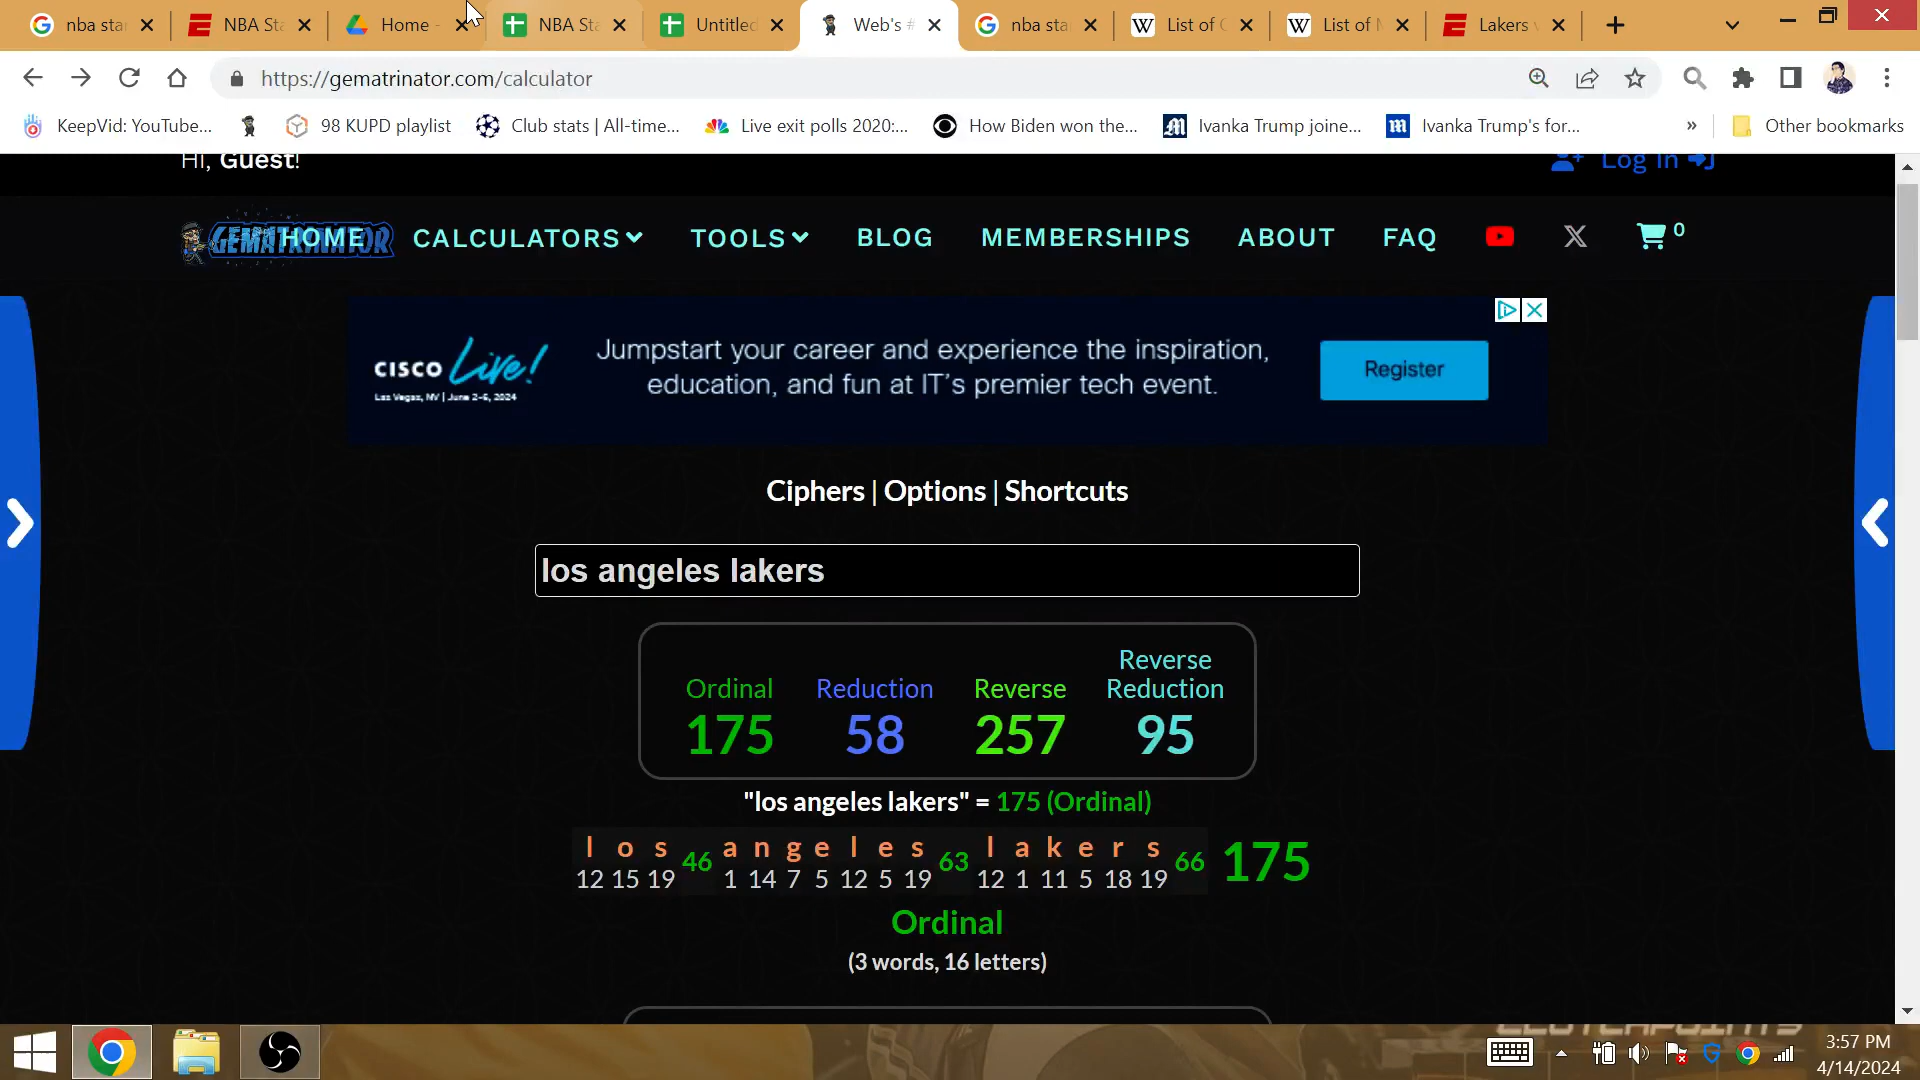 nba sta
NBA Sta
Home -
NBA Sta
Untitled
Web's #
nba sta
List of C
List of M
Lakers v
https://gematrinator.com/calculator
KeepVid: YouTube...
98 KUPD playlist
Club stats | All-time...
Live exit polls 2020:...
How Biden won the...
Ivanka Trump joine...
Ivanka Trump's for...
»
Other bookmarks
Hi, Guest!
Log In
GEMATRINATOR
HOME
CALCULATORS
TOOLS
BLOG
MEMBERSHIPS
ABOUT
FAQ
0
CISCO Live!
Las Vegas, NV | June 2-6, 2024
Jumpstart your career and experience the inspiration,
education, and fun at IT's premier tech event.
Register
Ciphers | Options | Shortcuts
los angeles lakers
Ordinal Reduction Reverse Reverse Reduction
175 58 257 95
"los angeles lakers" = 175 (Ordinal)
l o s 46 a n g e l e s 63 l a k e r s 66 175
12 15 19 1 14 7 5 12 5 19 12 1 11 5 18 19
Ordinal
(3 words, 16 letters)
CLUTCHPOINTS
3:57 PM
4/14/2024